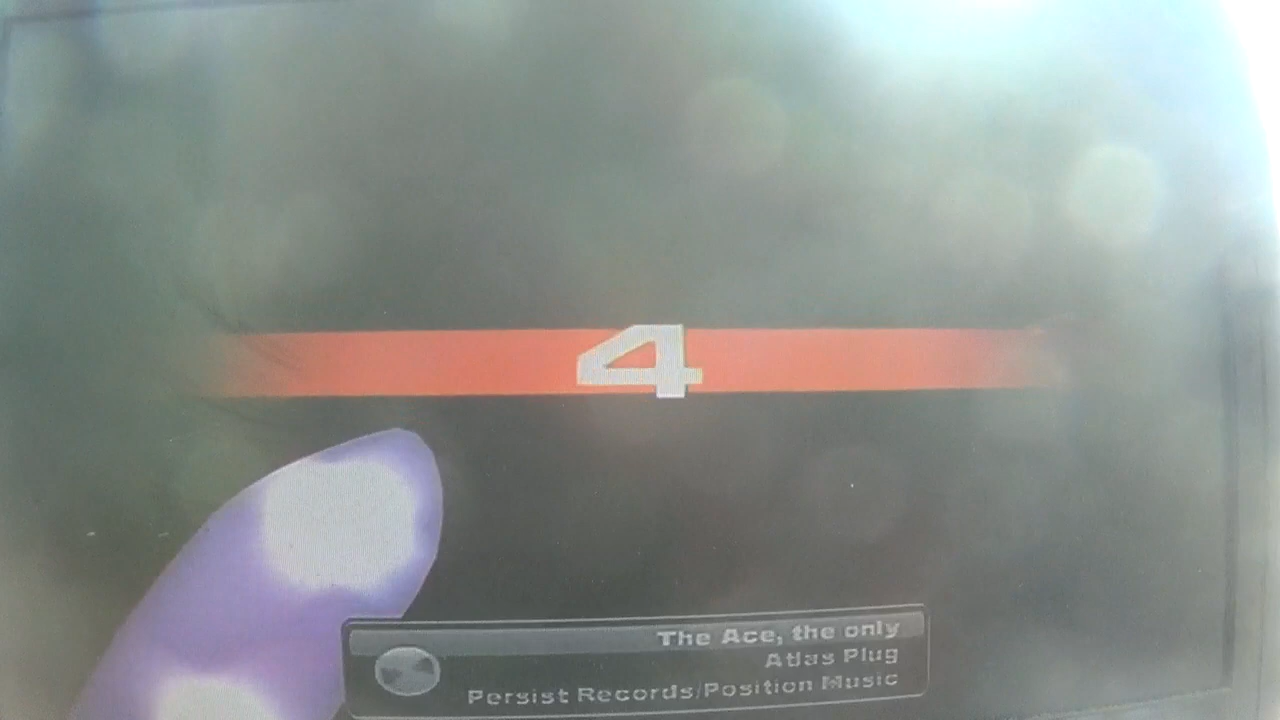 4
The Ace, the only
Atlas Plug
Persist Records/Position Music